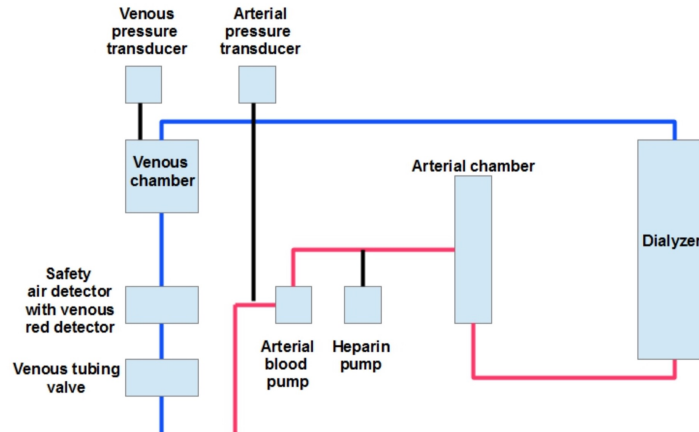 Venous
pressure
transducer
Arterial
pressure
transducer
Venous
chamber
Arterial chamber
Dialyzer
Safety
air detector
with venous
red detector
Arterial
blood
pump
Heparin
pump
Venous tubing
valve